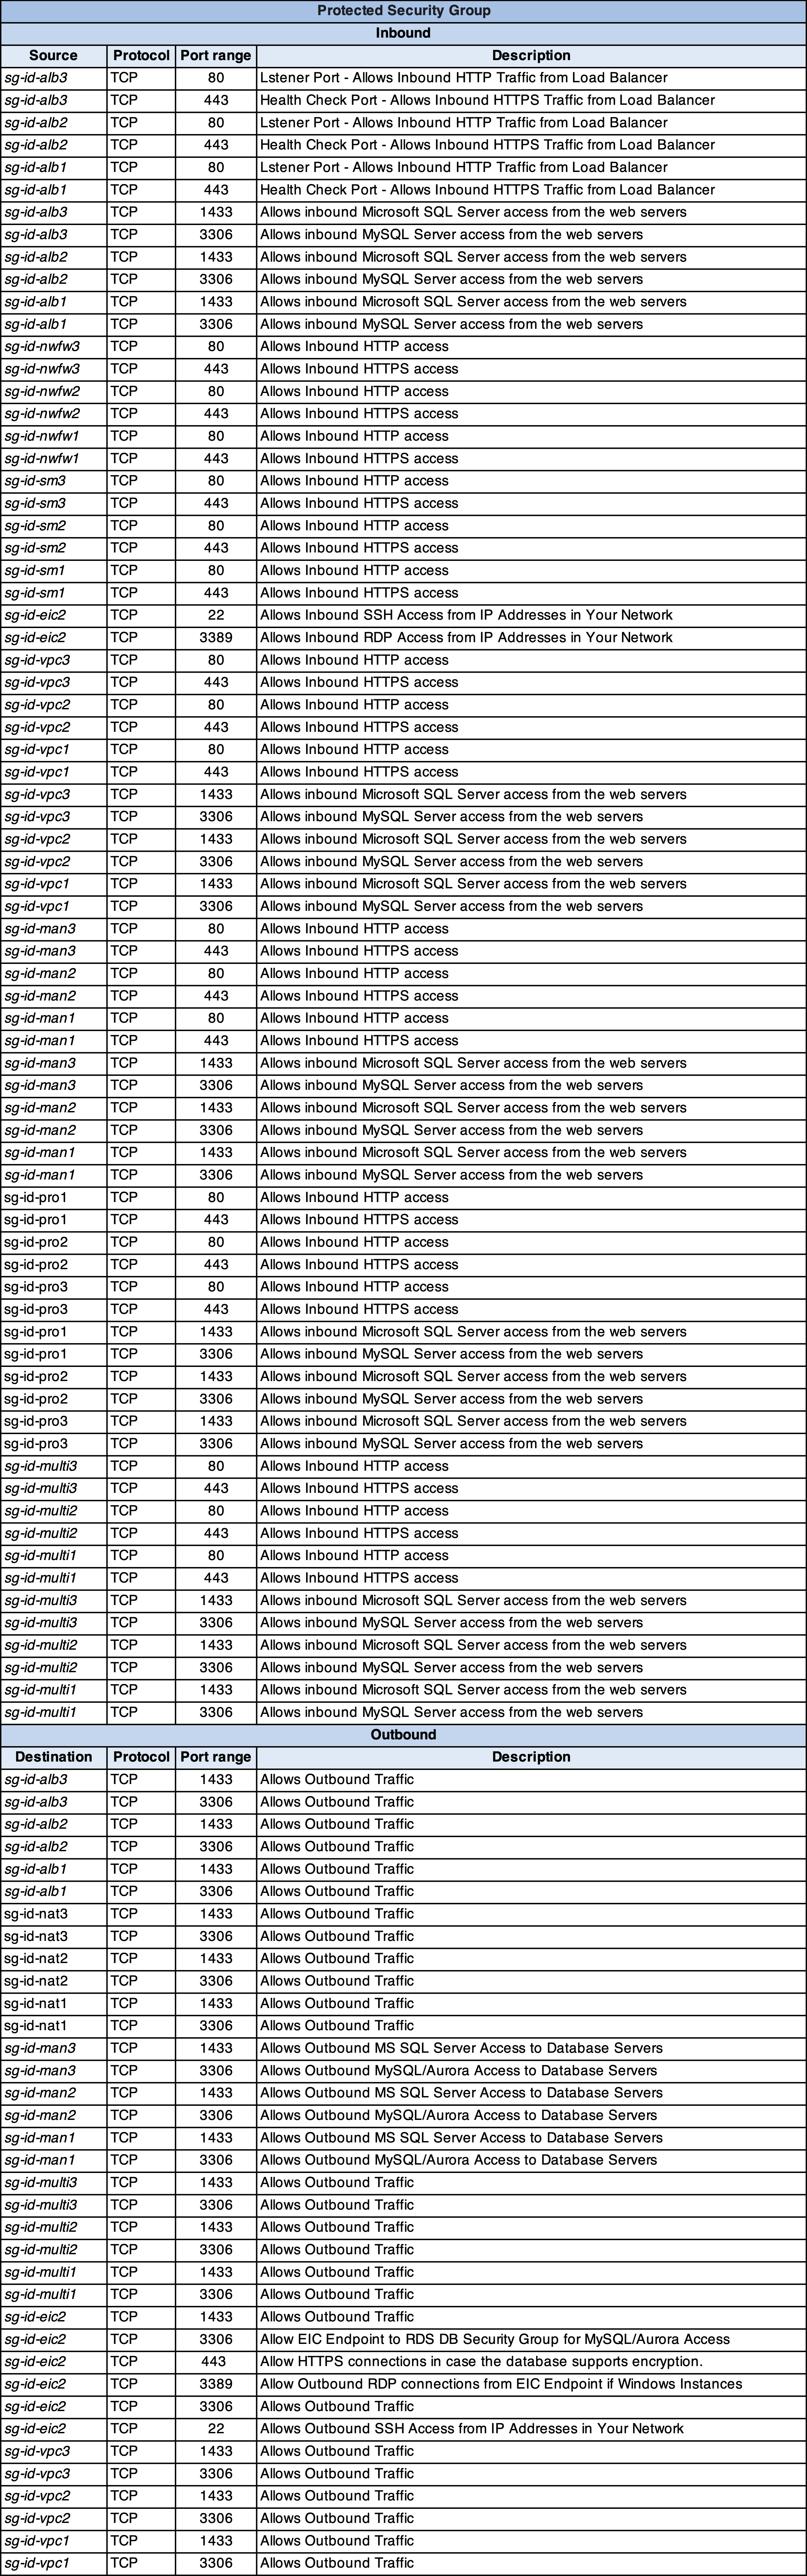 Protected Security Group
Inbound
Source Protocol Port range Description
sg-id-alb3 TCP 80 Lstener Port - Allows Inbound HTTP Traffic from Load Balancer
sg-id-alb3 TCP 443 Health Check Port - Allows Inbound HTTPS Traffic from Load Balancer
sg-id-alb2 TCP 80 Lstener Port - Allows Inbound HTTP Traffic from Load Balancer
sg-id-alb2 TCP 443 Health Check Port - Allows Inbound HTTPS Traffic from Load Balancer
sg-id-alb1 TCP 80 Lstener Port - Allows Inbound HTTP Traffic from Load Balancer
sg-id-alb1 TCP 443 Health Check Port - Allows Inbound HTTPS Traffic from Load Balancer
sg-id-alb3 TCP 1433 Allows inbound Microsoft SQL Server access from the web servers
sg-id-alb3 TCP 3306 Allows inbound MySQL Server access from the web servers
sg-id-alb2 TCP 1433 Allows inbound Microsoft SQL Server access from the web servers
sg-id-alb2 TCP 3306 Allows inbound MySQL Server access from the web servers
sg-id-alb1 TCP 1433 Allows inbound Microsoft SQL Server access from the web servers
sg-id-alb1 TCP 3306 Allows inbound MySQL Server access from the web servers
sg-id-nwfw3 TCP 80 Allows Inbound HTTP access
sg-id-nwfw3 TCP 443 Allows Inbound HTTPS access
sg-id-nwfw2 TCP 80 Allows Inbound HTTP access
sg-id-nwfw2 TCP 443 Allows Inbound HTTPS access
sg-id-nwfw1 TCP 80 Allows Inbound HTTP access
sg-id-nwfw1 TCP 443 Allows Inbound HTTPS access
sg-id-sm3 TCP 80 Allows Inbound HTTP access
sg-id-sm3 TCP 443 Allows Inbound HTTPS access
sg-id-sm2 TCP 80 Allows Inbound HTTP access
sg-id-sm2 TCP 443 Allows Inbound HTTPS access
sg-id-sm1 TCP 80 Allows Inbound HTTP access
sg-id-sm1 TCP 443 Allows Inbound HTTPS access
sg-id-eic2 TCP 22 Allows Inbound SSH Access from IP Addresses in Your Network
sg-id-eic2 TCP 3389 Allows Inbound RDP Access from IP Addresses in Your Network
sg-id-vpc3 TCP 80 Allows Inbound HTTP access
sg-id-vpc3 TCP 443 Allows Inbound HTTPS access
sg-id-vpc2 TCP 80 Allows Inbound HTTP access
sg-id-vpc2 TCP 443 Allows Inbound HTTPS access
sg-id-vpc1 TCP 80 Allows Inbound HTTP access
sg-id-vpc1 TCP 443 Allows Inbound HTTPS access
sg-id-vpc3 TCP 1433 Allows inbound Microsoft SQL Server access from the web servers
sg-id-vpc3 TCP 3306 Allows inbound MySQL Server access from the web servers
sg-id-vpc2 TCP 1433 Allows inbound Microsoft SQL Server access from the web servers
sg-id-vpc2 TCP 3306 Allows inbound MySQL Server access from the web servers
sg-id-vpc1 TCP 1433 Allows inbound Microsoft SQL Server access from the web servers
sg-id-vpc1 TCP 3306 Allows inbound MySQL Server access from the web servers
sg-id-man3 TCP 80 Allows Inbound HTTP access
sg-id-man3 TCP 443 Allows Inbound HTTPS access
sg-id-man2 TCP 80 Allows Inbound HTTP access
sg-id-man2 TCP 443 Allows Inbound HTTPS access
sg-id-man1 TCP 80 Allows Inbound HTTP access
sg-id-man1 TCP 443 Allows Inbound HTTPS access
sg-id-man3 TCP 1433 Allows inbound Microsoft SQL Server access from the web servers
sg-id-man3 TCP 3306 Allows inbound MySQL Server access from the web servers
sg-id-man2 TCP 1433 Allows inbound Microsoft SQL Server access from the web servers
sg-id-man2 TCP 3306 Allows inbound MySQL Server access from the web servers
sg-id-man1 TCP 1433 Allows inbound Microsoft SQL Server access from the web servers
sg-id-man1 TCP 3306 Allows inbound MySQL Server access from the web servers
sg-id-pro1 TCP 80 Allows Inbound HTTP access
sg-id-pro1 TCP 443 Allows Inbound HTTPS access
sg-id-pro2 TCP 80 Allows Inbound HTTP access
sg-id-pro2 TCP 443 Allows Inbound HTTPS access
sg-id-pro3 TCP 80 Allows Inbound HTTP access
sg-id-pro3 TCP 443 Allows Inbound HTTPS access
sg-id-pro1 TCP 1433 Allows inbound Microsoft SQL Server access from the web servers
sg-id-pro1 TCP 3306 Allows inbound MySQL Server access from the web servers
sg-id-pro2 TCP 1433 Allows inbound Microsoft SQL Server access from the web servers
sg-id-pro2 TCP 3306 Allows inbound MySQL Server access from the web servers
sg-id-pro3 TCP 1433 Allows inbound Microsoft SQL Server access from the web servers
sg-id-pro3 TCP 3306 Allows inbound MySQL Server access from the web servers
sg-id-multi3 TCP 80 Allows Inbound HTTP access
sg-id-multi3 TCP 443 Allows Inbound HTTPS access
sg-id-multi2 TCP 80 Allows Inbound HTTP access
sg-id-multi2 TCP 443 Allows Inbound HTTPS access
sg-id-multi1 TCP 80 Allows Inbound HTTP access
sg-id-multi1 TCP 443 Allows Inbound HTTPS access
sg-id-multi3 TCP 1433 Allows inbound Microsoft SQL Server access from the web servers
sg-id-multi3 TCP 3306 Allows inbound MySQL Server access from the web servers
sg-id-multi2 TCP 1433 Allows inbound Microsoft SQL Server access from the web servers
sg-id-multi2 TCP 3306 Allows inbound MySQL Server access from the web servers
sg-id-multi1 TCP 1433 Allows inbound Microsoft SQL Server access from the web servers
sg-id-multi1 TCP 3306 Allows inbound MySQL Server access from the web servers
Outbound
Destination Protocol Port range Description
sg-id-alb3 TCP 1433 Allows Outbound Traffic
sg-id-alb3 TCP 3306 Allows Outbound Traffic
sg-id-alb2 TCP 1433 Allows Outbound Traffic
sg-id-alb2 TCP 3306 Allows Outbound Traffic
sg-id-alb1 TCP 1433 Allows Outbound Traffic
sg-id-alb1 TCP 3306 Allows Outbound Traffic
sg-id-nat3 TCP 1433 Allows Outbound Traffic
sg-id-nat3 TCP 3306 Allows Outbound Traffic
sg-id-nat2 TCP 1433 Allows Outbound Traffic
sg-id-nat2 TCP 3306 Allows Outbound Traffic
sg-id-nat1 TCP 1433 Allows Outbound Traffic
sg-id-nat1 TCP 3306 Allows Outbound Traffic
sg-id-man3 TCP 1433 Allows Outbound MS SQL Server Access to Database Servers
sg-id-man3 TCP 3306 Allows Outbound MySQL/Aurora Access to Database Servers
sg-id-man2 TCP 1433 Allows Outbound MS SQL Server Access to Database Servers
sg-id-man2 TCP 3306 Allows Outbound MySQL/Aurora Access to Database Servers
sg-id-man1 TCP 1433 Allows Outbound MS SQL Server Access to Database Servers
sg-id-man1 TCP 3306 Allows Outbound MySQL/Aurora Access to Database Servers
sg-id-multi3 TCP 1433 Allows Outbound Traffic
sg-id-multi3 TCP 3306 Allows Outbound Traffic
sg-id-multi2 TCP 1433 Allows Outbound Traffic
sg-id-multi2 TCP 3306 Allows Outbound Traffic
sg-id-multi1 TCP 1433 Allows Outbound Traffic
sg-id-multi1 TCP 3306 Allows Outbound Traffic
sg-id-eic2 TCP 1433 Allows Outbound Traffic
sg-id-eic2 TCP 3306 Allow EIC Endpoint to RDS DB Security Group for MySQL/Aurora Access
sg-id-eic2 TCP 443 Allow HTTPS connections in case the database supports encryption.
sg-id-eic2 TCP 3389 Allow Outbound RDP connections from EIC Endpoint if Windows Instances
sg-id-eic2 TCP 3306 Allows Outbound Traffic
sg-id-eic2 TCP 22 Allows Outbound SSH Access from IP Addresses in Your Network
sg-id-vpc3 TCP 1433 Allows Outbound Traffic
sg-id-vpc3 TCP 3306 Allows Outbound Traffic
sg-id-vpc2 TCP 1433 Allows Outbound Traffic
sg-id-vpc2 TCP 3306 Allows Outbound Traffic
sg-id-vpc1 TCP 1433 Allows Outbound Traffic
sg-id-vpc1 TCP 3306 Allows Outbound Traffic